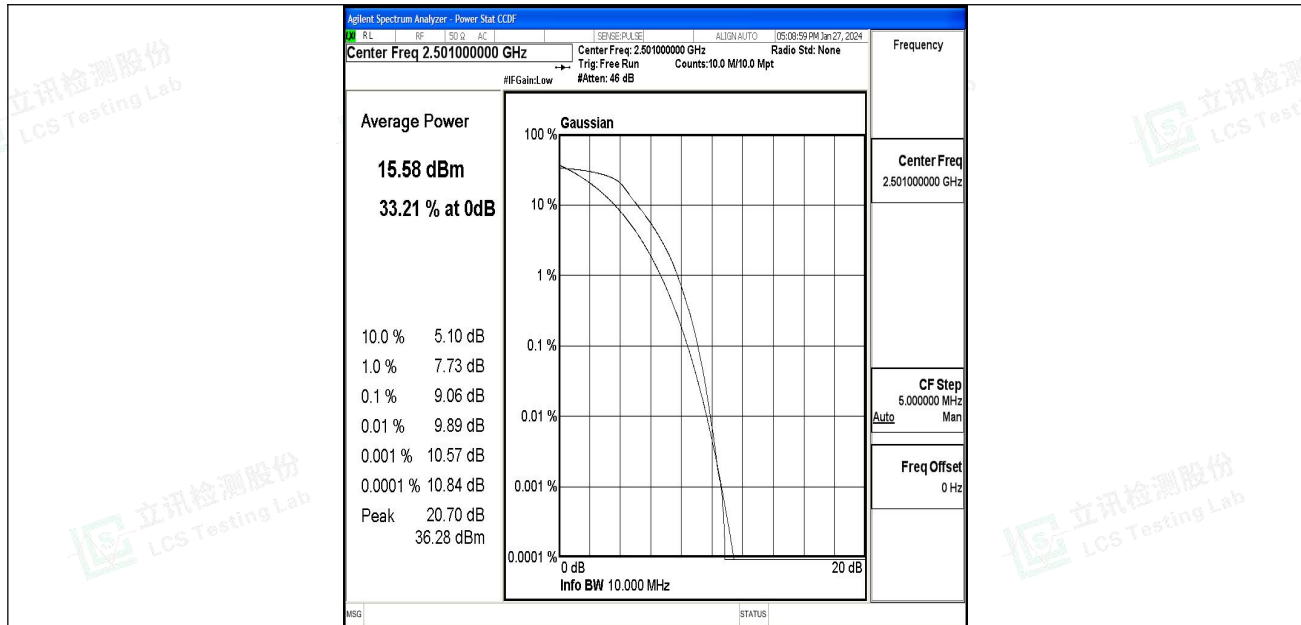 Agilent Spectrum Analyzer - Power Stat CCDF
LXI RL RF 50 Ω AC SENSE:PULSE ALIGN AUTO 05:08:59 PM Jan 27, 2024
Center Freq 2.501000000 GHz
Center Freq: 2.501000000 GHz Radio Std: None
Trig: Free Run Counts:10.0 M/10.0 Mpt
#IFGain:Low #Atten: 46 dB
Frequency
Average Power
15.58 dBm
33.21 % at 0dB
10.0 % 5.10 dB
1.0 % 7.73 dB
0.1 % 9.06 dB
0.01 % 9.89 dB
0.001 % 10.57 dB
0.0001 % 10.84 dB
Peak 20.70 dB
36.28 dBm
Gaussian
100 %
10 %
1 %
0.1 %
0.01 %
0.001 %
0.0001 %
0 dB 20 dB
Info BW 10.000 MHz
Center Freq
2.501000000 GHz
CF Step
5.000000 MHz
Auto Man
Freq Offset
0 Hz
MSG STATUS
立讯检测股份
LCS Testing Lab
立讯检测
LCS Test
立讯检测股份
LCS Testing Lab
立讯检测股份
LCS Testing Lab